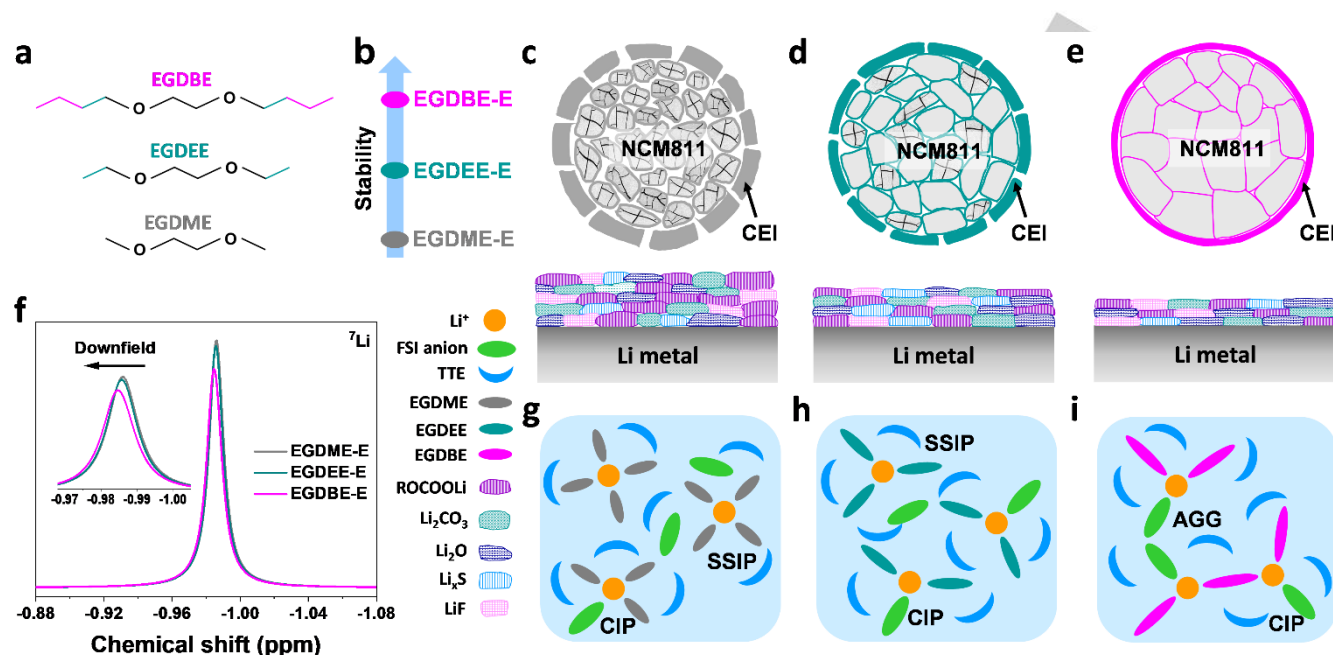 a
EGDBE
O
O
EGDEE
O
O
EGDME
O
O
b
Stability
EGDBE-E
EGDEE-E
EGDME-E
c
NCM811
CEI
Li metal
d
NCM811
CEI
Li metal
e
NCM811
CEI
Li metal
f
⁷Li
Downfield
-0.97 -0.98 -0.99 -1.00
EGDME-E
EGDEE-E
EGDBE-E
-0.88 -0.92 -0.96 -1.00 -1.04 -1.08
Chemical shift (ppm)
Li⁺
FSI anion
TTE
EGDME
EGDEE
EGDBE
ROCOOLi
Li₂CO₃
Li₂O
LiₓS
LiF
g
SSIP
CIP
h
SSIP
CIP
i
AGG
CIP